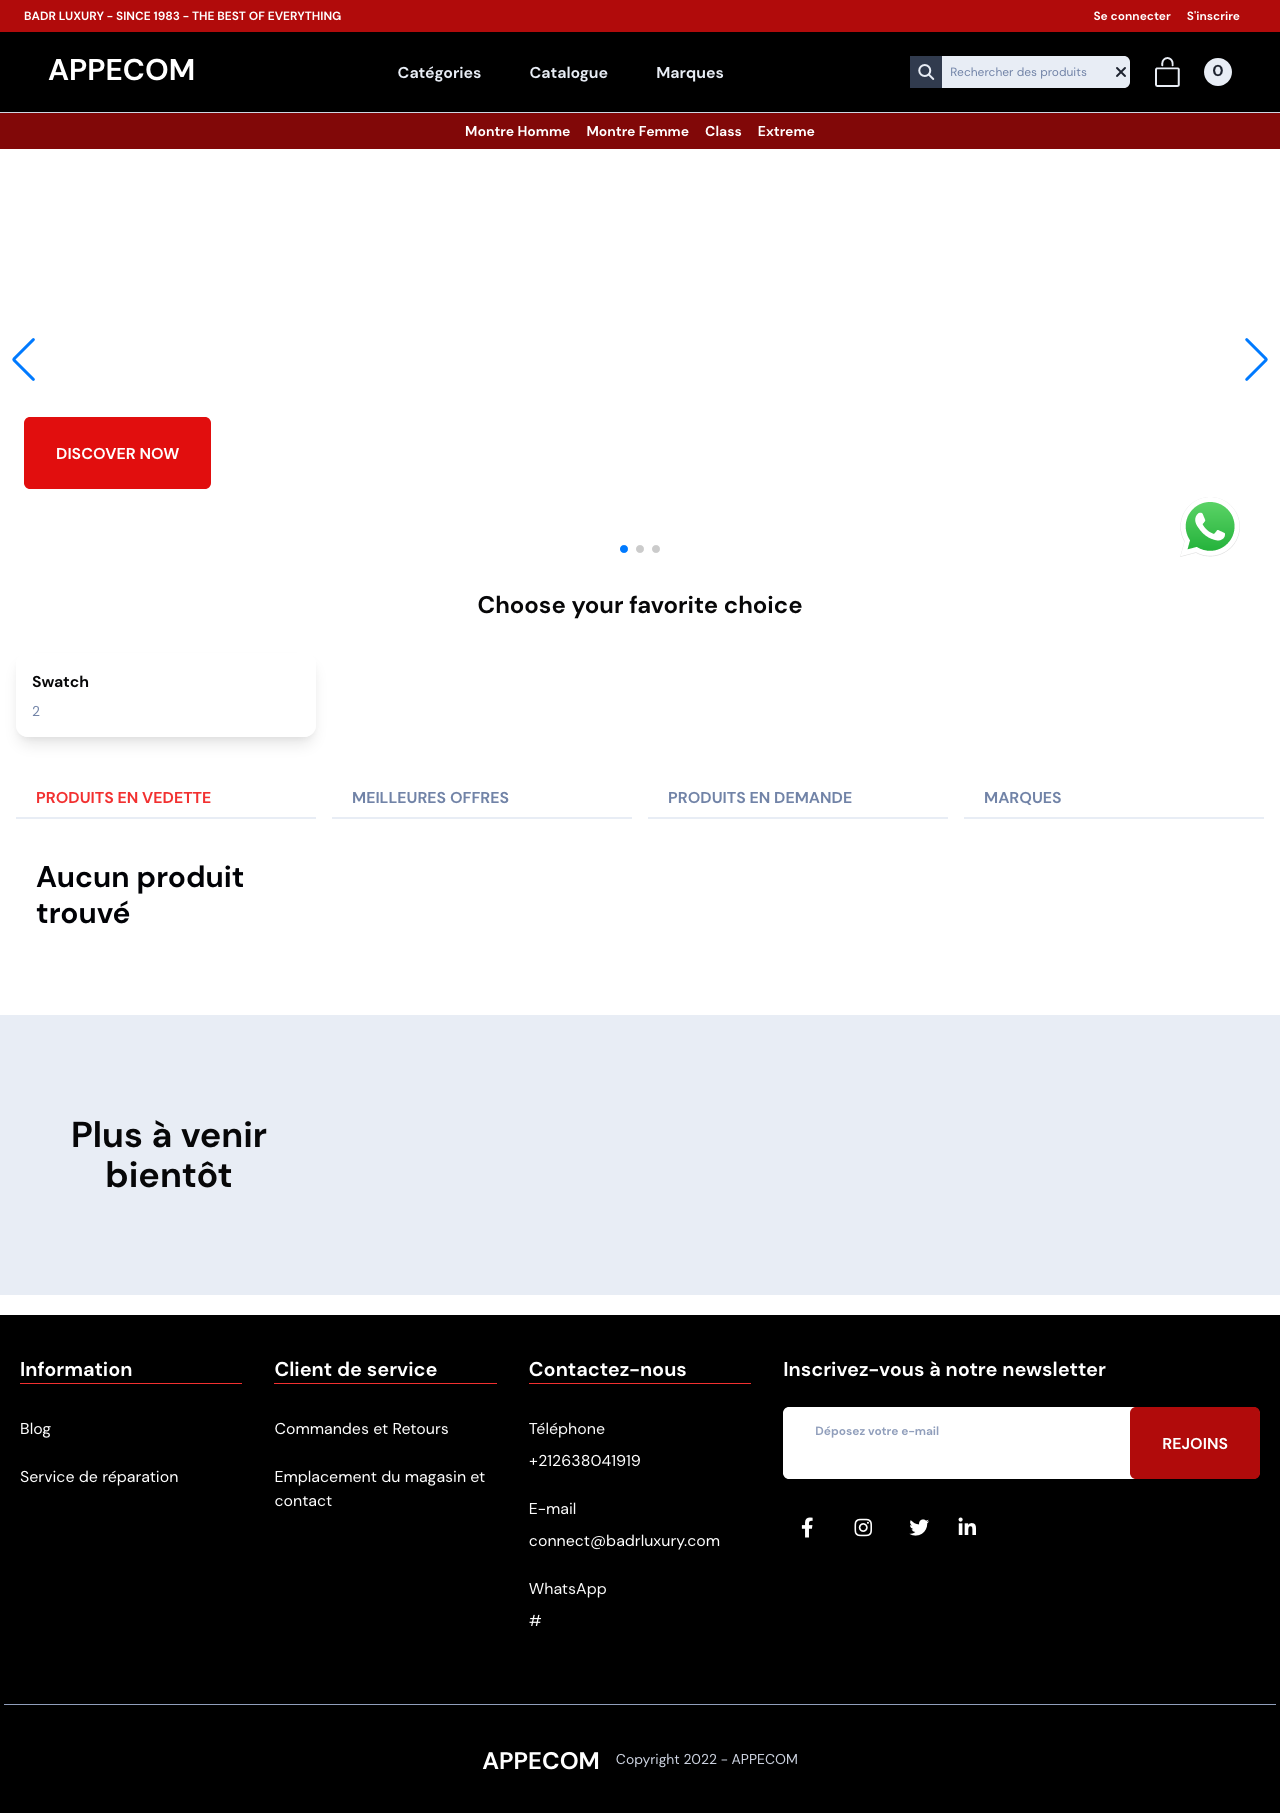 BADR LUXURY - SINCE 1983 - THE BEST OF EVERYTHING
Se connecter
S'inscrire
APPECOM
Catégories
Catalogue
Marques
Rechercher des produits
0
Montre Homme
Montre Femme
Class
Extreme
DISCOVER NOW
Choose your favorite choice
Swatch
2
PRODUITS EN VEDETTE
MEILLEURES OFFRES
PRODUITS EN DEMANDE
MARQUES
Aucun produit
trouvé
Plus à venir
bientôt
Information
Blog
Service de réparation
Client de service
Commandes et Retours
Emplacement du magasin et
contact
Contactez-nous
Téléphone
+212638041919
E-mail
connect@badrluxury.com
WhatsApp
#
Inscrivez-vous à notre newsletter
Déposez votre e-mail
REJOINS
APPECOM
Copyright 2022 - APPECOM